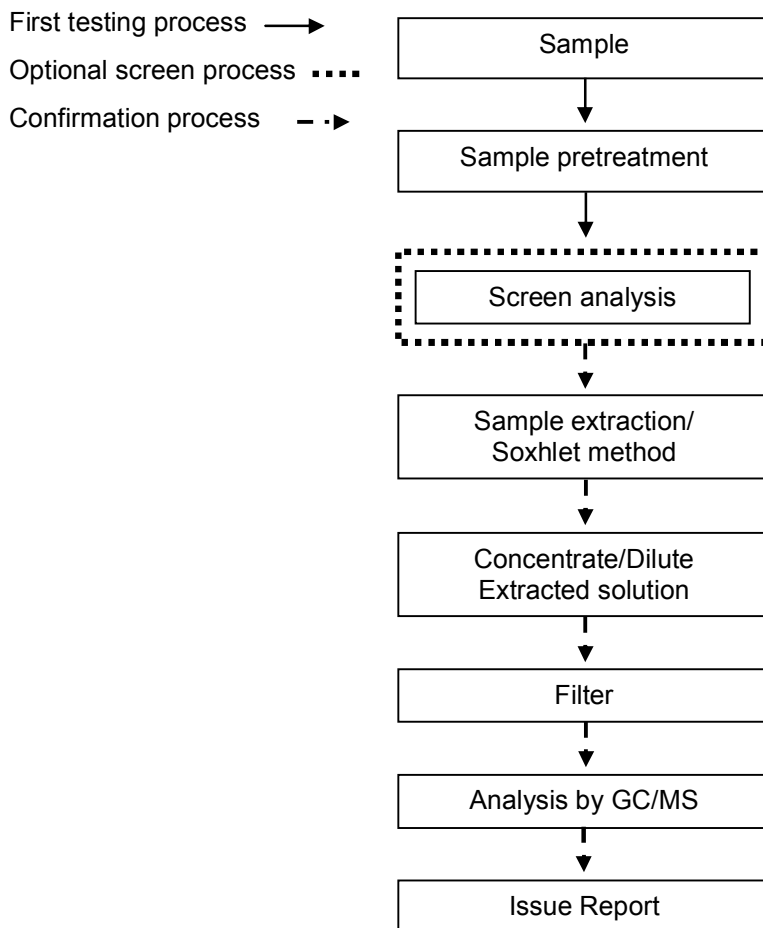 First testing process
Optional screen process
Confirmation process
Sample
Sample pretreatment
Screen analysis
Sample extraction/
Soxhlet method
Concentrate/Dilute
Extracted solution
Filter
Analysis by GC/MS
Issue Report